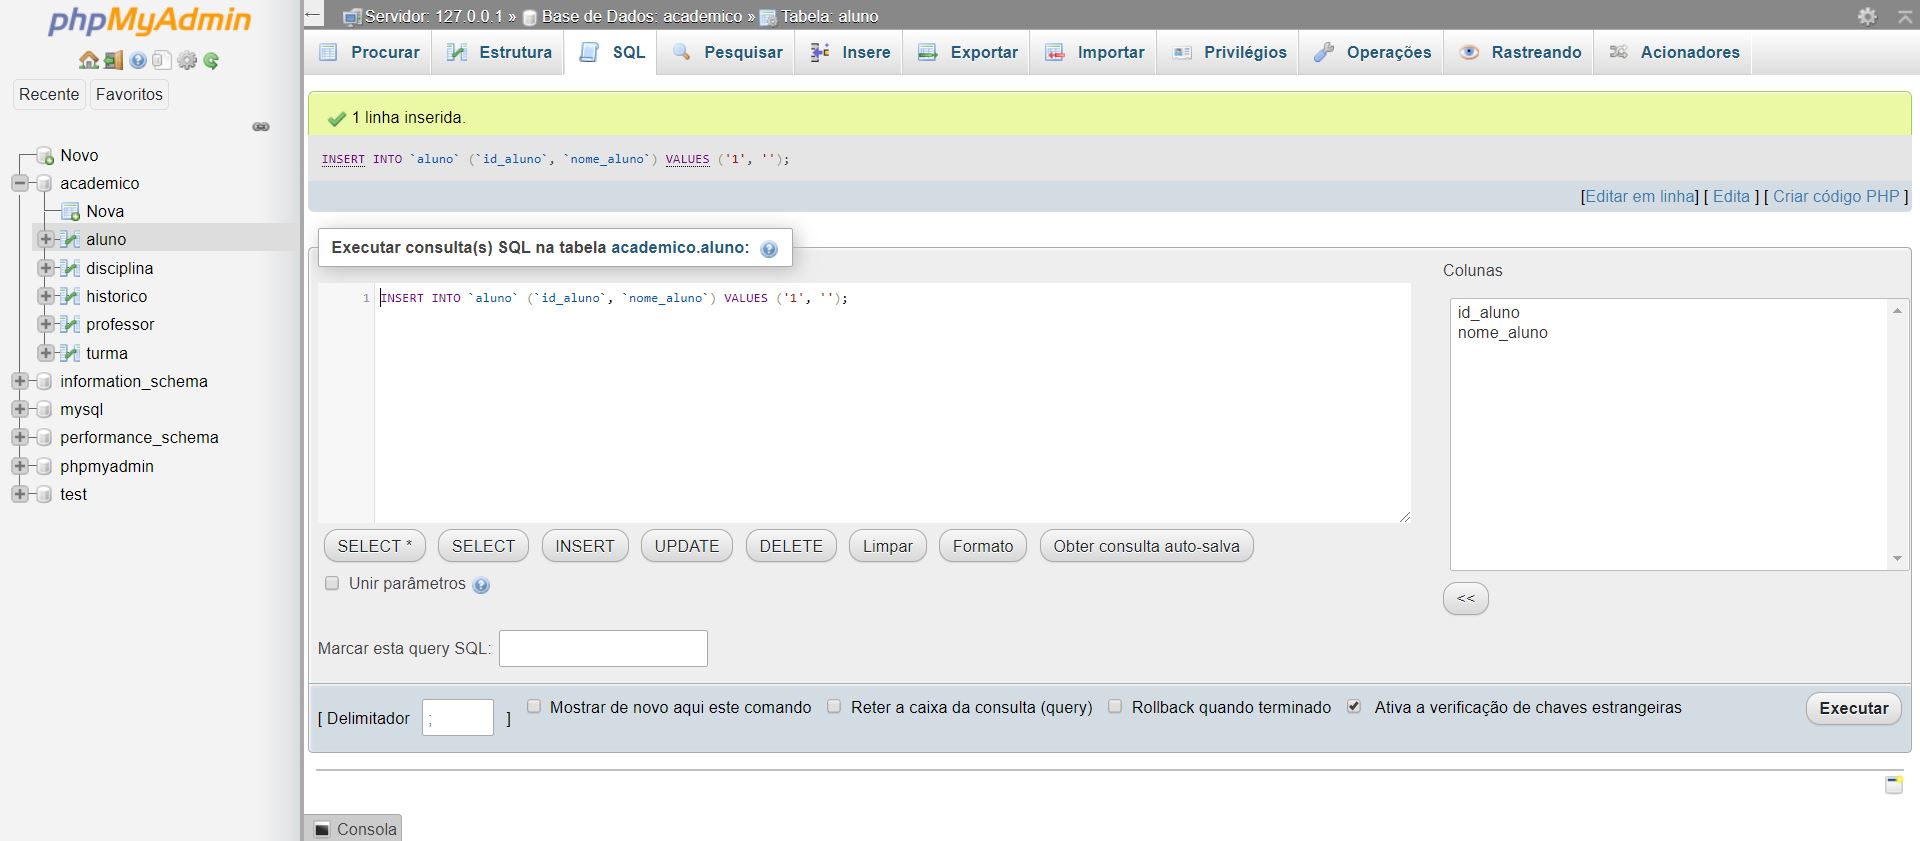 phpMyAdmin
Recente Favoritos
Novo
academico
Nova
aluno
disciplina
historico
professor
turma
information_schema
mysql
performance_schema
phpmyadmin
test
← Servidor: 127.0.0.1 » Base de Dados: academico » Tabela: aluno
Procurar Estrutura SQL Pesquisar Insere Exportar Importar Privilégios Operações Rastreando Acionadores
1 linha inserida.
INSERT INTO `aluno` (`id_aluno`, `nome_aluno`) VALUES ('1', '');
[Editar em linha] [ Edita ] [ Criar código PHP ]
Executar consulta(s) SQL na tabela academico.aluno:
1 INSERT INTO `aluno` (`id_aluno`, `nome_aluno`) VALUES ('1', '');
Colunas
id_aluno
nome_aluno
SELECT * SELECT INSERT UPDATE DELETE Limpar Formato Obter consulta auto-salva
Unir parâmetros
<<
Marcar esta query SQL:
[ Delimitador ; ] Mostrar de novo aqui este comando Reter a caixa da consulta (query) Rollback quando terminado Ativa a verificação de chaves estrangeiras Executar
Consola